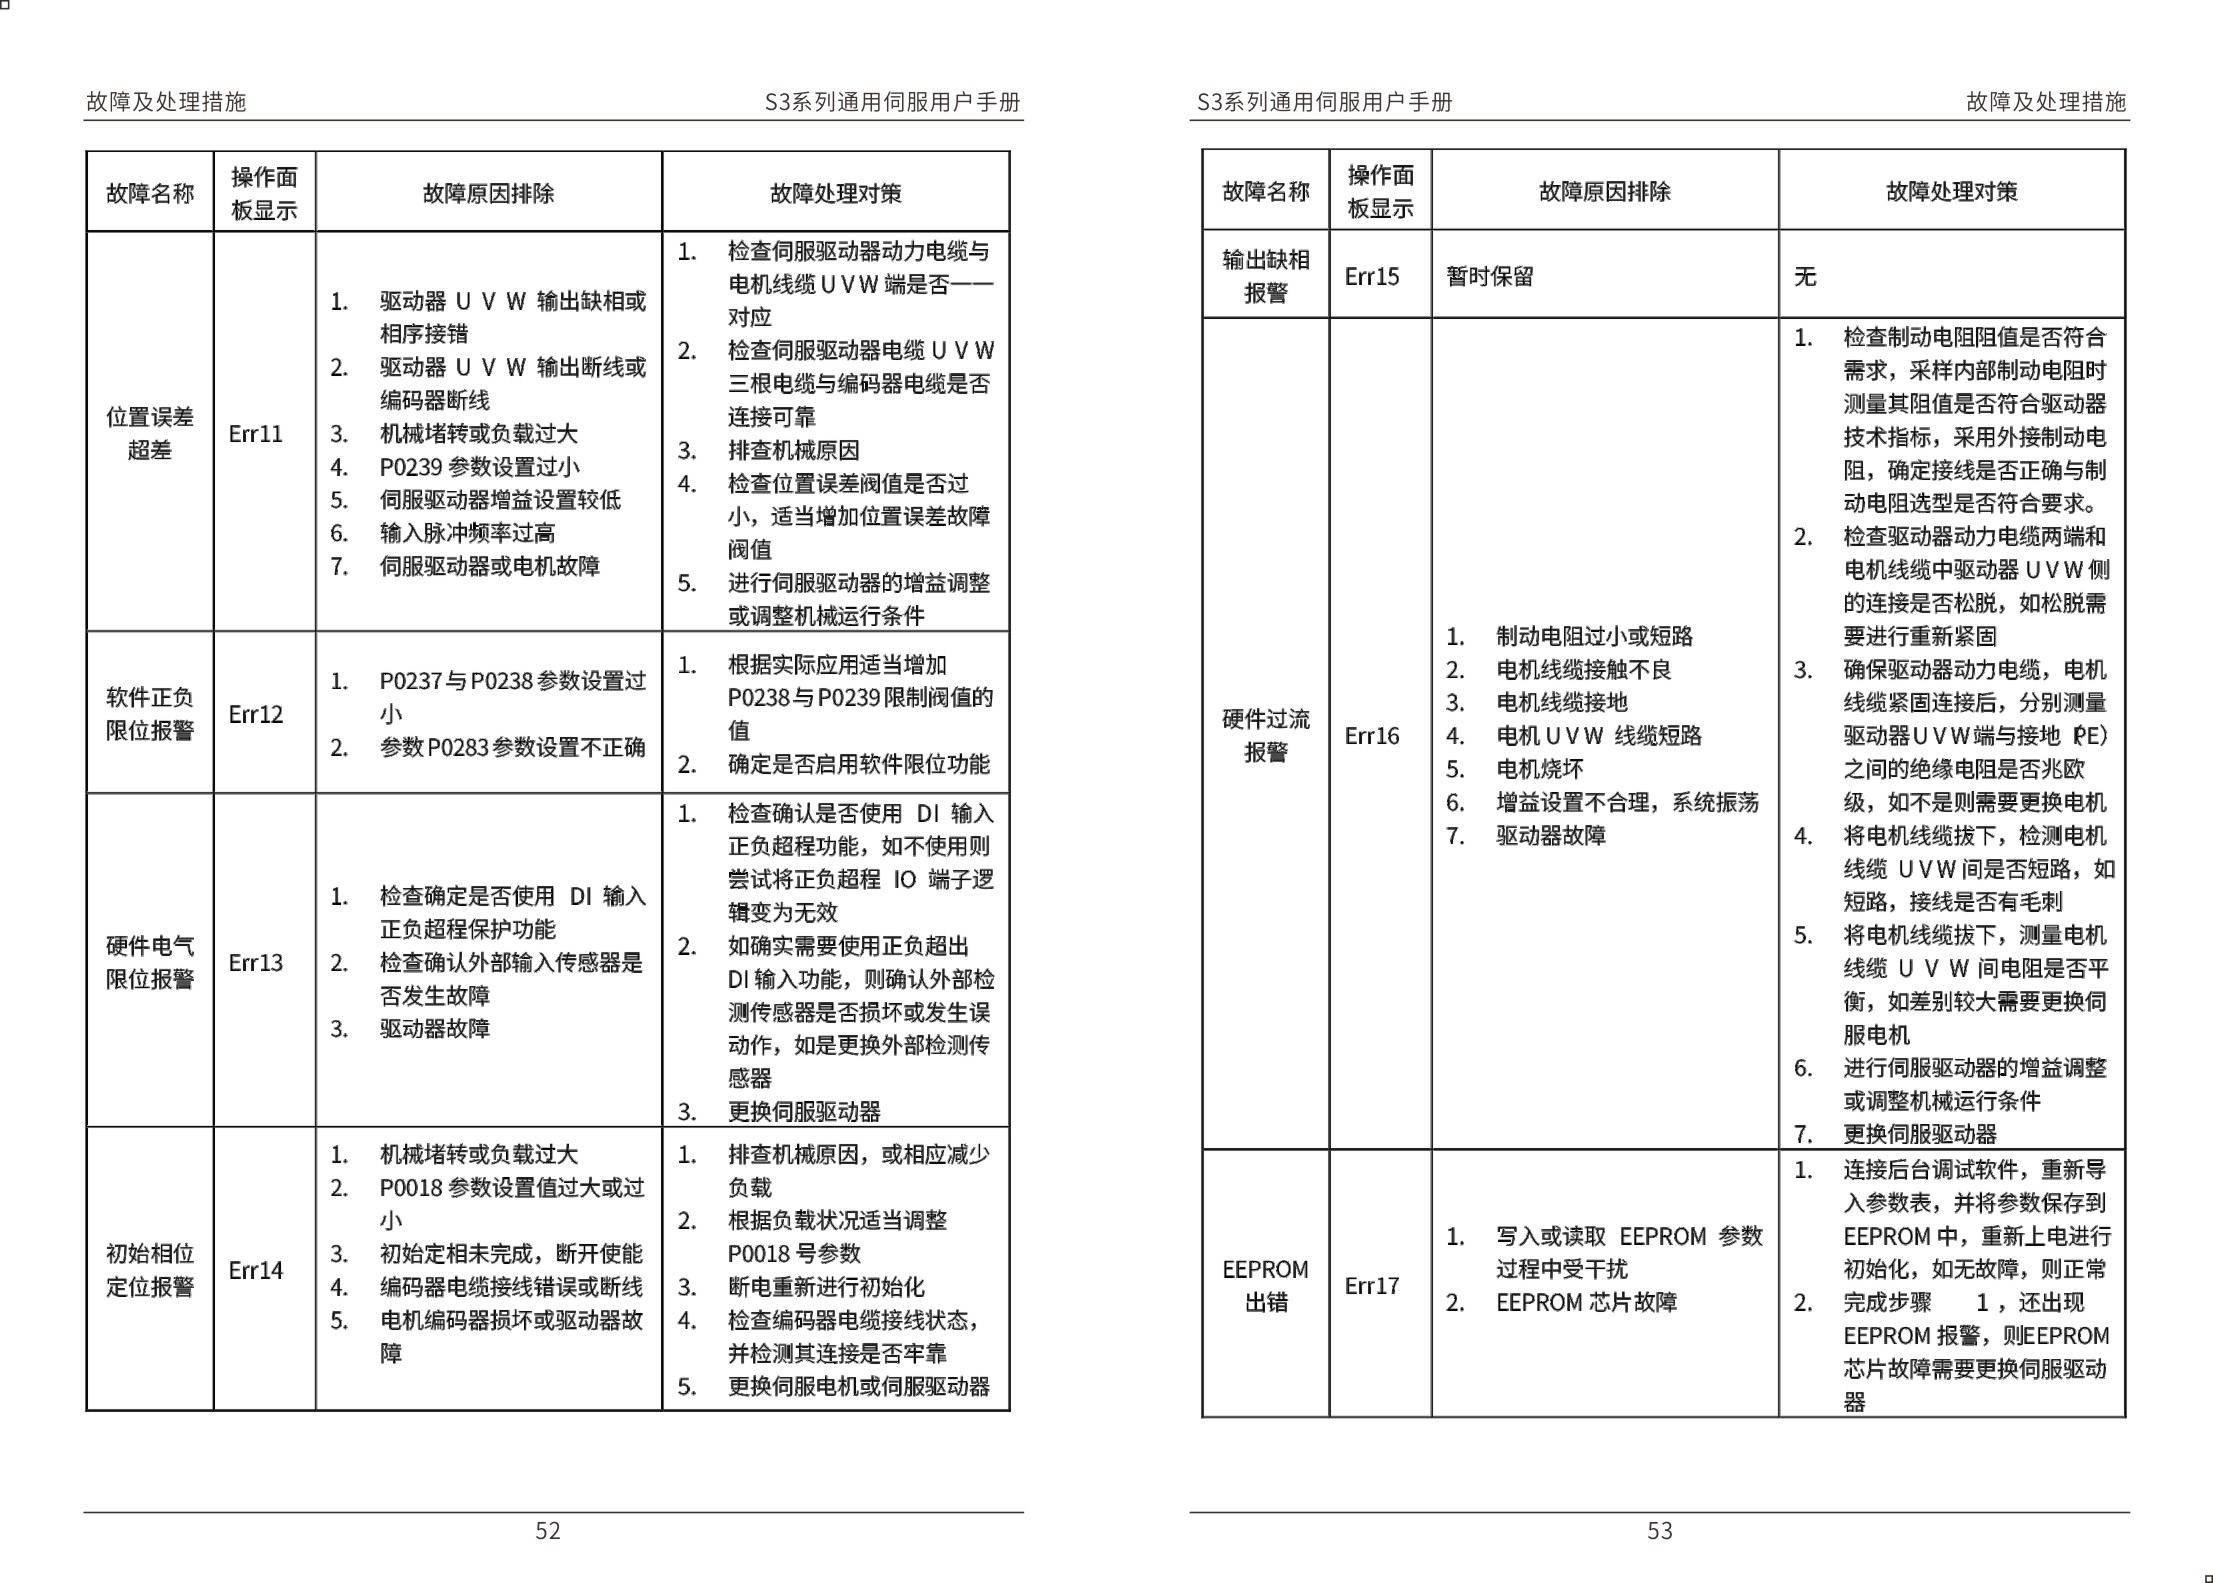 故障及处理措施
S3系列通用伺服用户手册
故障名称
操作面
板显示
故障原因排除
故障处理对策
位置误差
超差
Err11
1. 驱动器 U V W 输出缺相或
相序接错
2. 驱动器 U V W 输出断线或
编码器断线
3. 机械堵转或负载过大
4. P0239 参数设置过小
5. 伺服驱动器增益设置较低
6. 输入脉冲频率过高
7. 伺服驱动器或电机故障
1. 检查伺服驱动器动力电缆与
电机线缆 U V W 端是否一一
对应
2. 检查伺服驱动器电缆 U V W
三根电缆与编码器电缆是否
连接可靠
3. 排查机械原因
4. 检查位置误差阀值是否过
小，适当增加位置误差故障
阀值
5. 进行伺服驱动器的增益调整
或调整机械运行条件
软件正负
限位报警
Err12
1. P0237与P0238参数设置过
小
2. 参数P0283参数设置不正确
1. 根据实际应用适当增加
P0238与P0239限制阀值的
值
2. 确定是否启用软件限位功能
硬件电气
限位报警
Err13
1. 检查确定是否使用 DI 输入
正负超程保护功能
2. 检查确认外部输入传感器是
否发生故障
3. 驱动器故障
1. 检查确认是否使用 DI 输入
正负超程功能，如不使用则
尝试将正负超程 IO 端子逻
辑变为无效
2. 如确实需要使用正负超出
DI 输入功能，则确认外部检
测传感器是否损坏或发生误
动作，如是更换外部检测传
感器
3. 更换伺服驱动器
初始相位
定位报警
Err14
1. 机械堵转或负载过大
2. P0018 参数设置值过大或过
小
3. 初始定相未完成，断开使能
4. 编码器电缆接线错误或断线
5. 电机编码器损坏或驱动器故
障
1. 排查机械原因，或相应减少
负载
2. 根据负载状况适当调整
P0018 号参数
3. 断电重新进行初始化
4. 检查编码器电缆接线状态，
并检测其连接是否牢靠
5. 更换伺服电机或伺服驱动器
52
S3系列通用伺服用户手册
故障及处理措施
故障名称
操作面
板显示
故障原因排除
故障处理对策
输出缺相
报警
Err15
暂时保留
无
硬件过流
报警
Err16
1. 制动电阻过小或短路
2. 电机线缆接触不良
3. 电机线缆接地
4. 电机 U V W 线缆短路
5. 电机烧坏
6. 增益设置不合理，系统振荡
7. 驱动器故障
1. 检查制动电阻阻值是否符合
需求，采样内部制动电阻时
测量其阻值是否符合驱动器
技术指标，采用外接制动电
阻，确定接线是否正确与制
动电阻选型是否符合要求。
2. 检查驱动器动力电缆两端和
电机线缆中驱动器 U V W 侧
的连接是否松脱，如松脱需
要进行重新紧固
3. 确保驱动器动力电缆，电机
线缆紧固连接后，分别测量
驱动器U V W端与接地（PE）
之间的绝缘电阻是否兆欧
级，如不是则需要更换电机
4. 将电机线缆拔下，检测电机
线缆 U V W 间是否短路，如
短路，接线是否有毛刺
5. 将电机线缆拔下，测量电机
线缆 U V W 间电阻是否平
衡，如差别较大需要更换伺
服电机
6. 进行伺服驱动器的增益调整
或调整机械运行条件
7. 更换伺服驱动器
EEPROM
出错
Err17
1. 写入或读取 EEPROM 参数
过程中受干扰
2. EEPROM 芯片故障
1. 连接后台调试软件，重新导
入参数表，并将参数保存到
EEPROM 中，重新上电进行
初始化，如无故障，则正常
2. 完成步骤 1 ，还出现
EEPROM 报警，则EEPROM
芯片故障需要更换伺服驱动
器
53